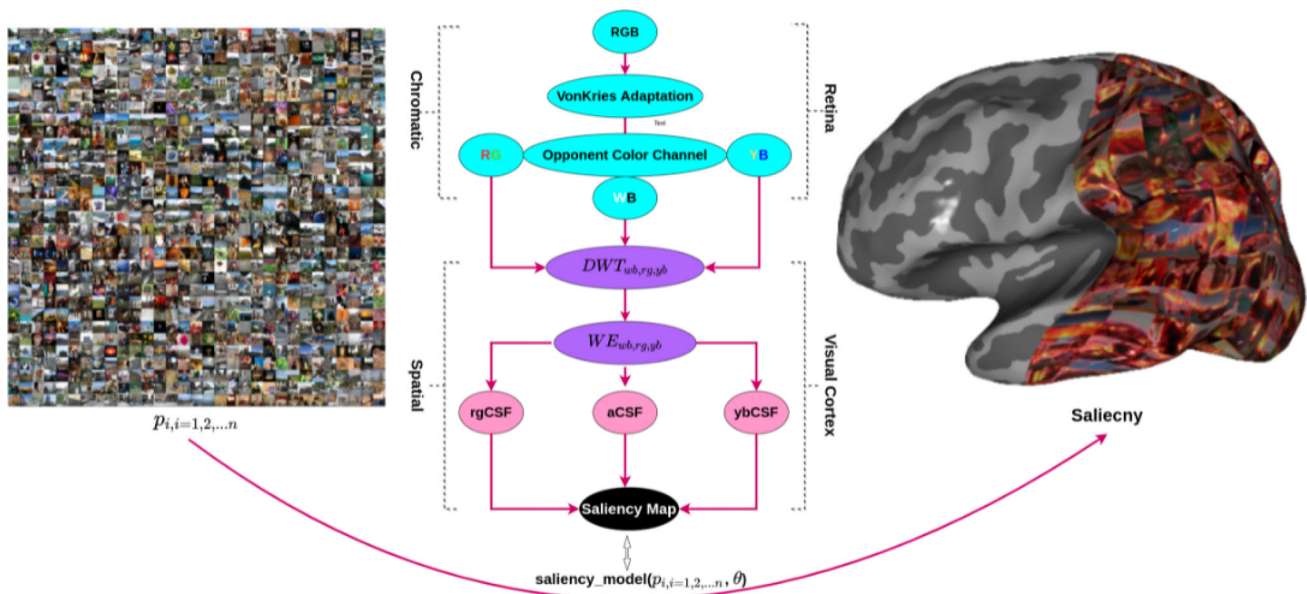 RGB
VonKries Adaptation
Text
RG
Opponent Color Channel
YB
WB
Chromatic
Retina
DWT_{wb,rg,yb}
WE_{wb,rg,yb}
Spatial
Visual Cortex
rgCSF
aCSF
ybCSF
Saliency Map
p_{i,i=1,2,...n}
Saliecny
saliency_model(p_{i,i=1,2,...n}, θ)